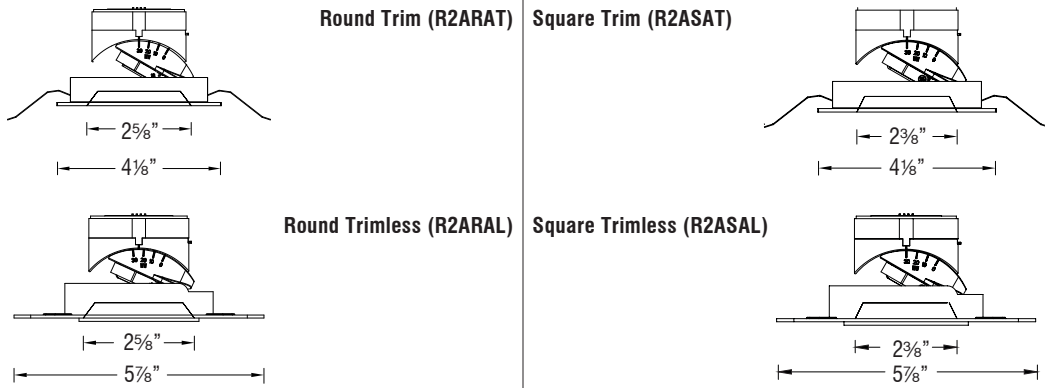 Round Trim (R2ARAT)
2⅝”
4⅛”
Square Trim (R2ASAT)
2⅜”
4⅛”
Round Trimless (R2ARAL)
2⅝”
5⅞”
Square Trimless (R2ASAL)
2⅜”
5⅞”